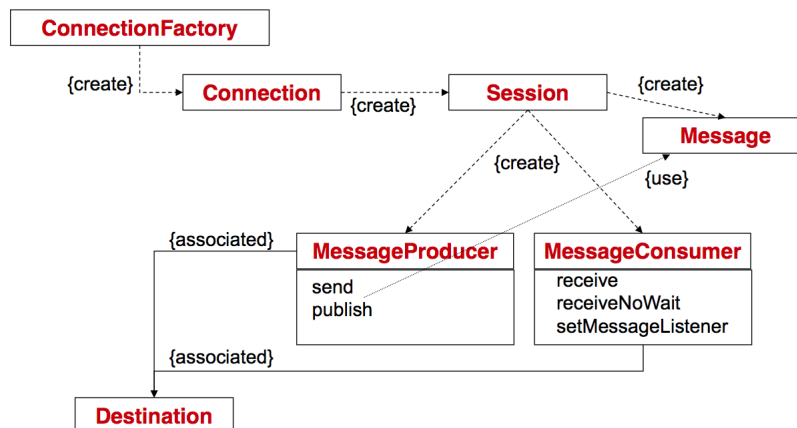 ConnectionFactory
{create}
Connection
{create}
Session
{create}
Message
{create}
{use}
{associated}
MessageProducer
send
publish
MessageConsumer
receive
receiveNoWait
setMessageListener
{associated}
Destination